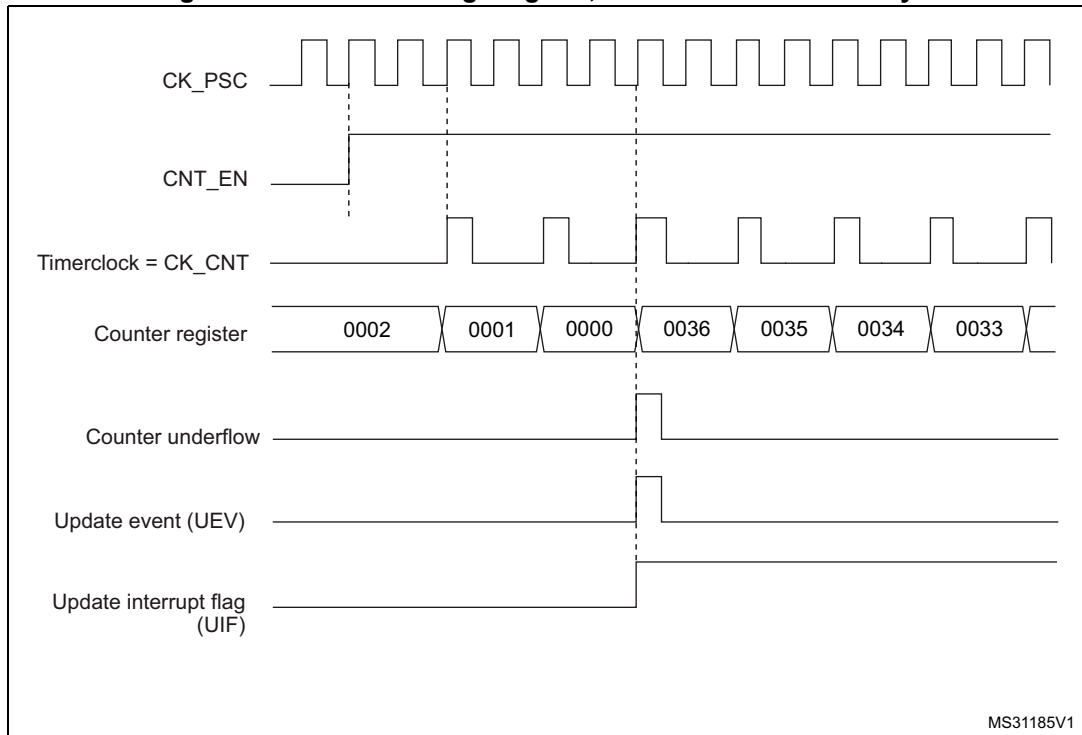 CK_PSC
CNT_EN
Timerclock = CK_CNT
Counter register
0002 0001 0000 0036 0035 0034 0033
Counter underflow
Update event (UEV)
Update interrupt flag
(UIF)
MS31185V1